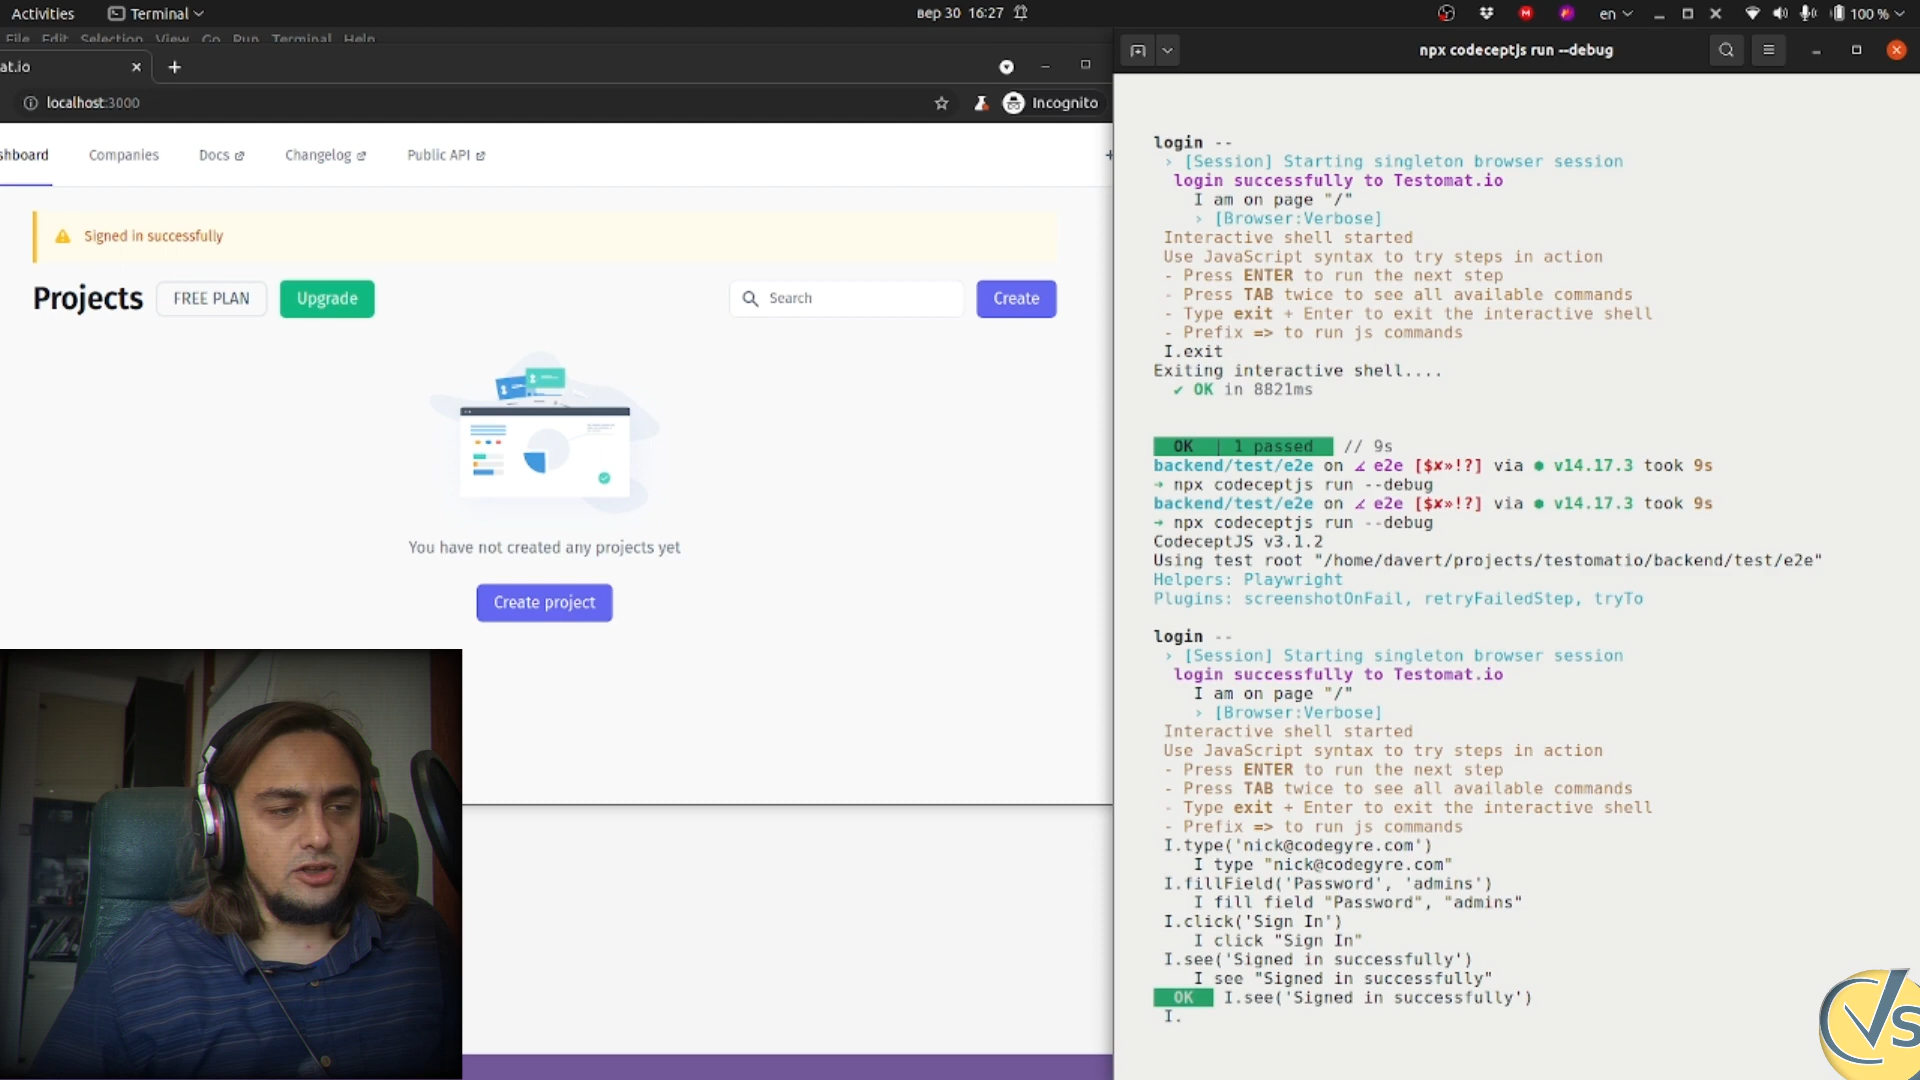 Activities
Terminal
вер 30 16:27
en
100 %
File Edit Selection View Go Run Terminal Help
at.io
localhost:3000
Incognito
shboard
Companies
Docs
Changelog
Public API
Signed in successfully
Projects
FREE PLAN
Upgrade
Search
Create
You have not created any projects yet
Create project
npx codeceptjs run --debug
login --
› [Session] Starting singleton browser session
login successfully to Testomat.io
I am on page "/"
› [Browser:Verbose]
Interactive shell started
Use JavaScript syntax to try steps in action
- Press ENTER to run the next step
- Press TAB twice to see all available commands
- Type exit + Enter to exit the interactive shell
- Prefix => to run js commands
I.exit
Exiting interactive shell....
✔ OK in 8821ms
OK | 1 passed // 9s
backend/test/e2e on e2e [$✘»!?] via ● v14.17.3 took 9s
➜ npx codeceptjs run --debug
backend/test/e2e on e2e [$✘»!?] via ● v14.17.3 took 9s
➜ npx codeceptjs run --debug
CodeceptJS v3.1.2
Using test root "/home/davert/projects/testomatio/backend/test/e2e"
Helpers: Playwright
Plugins: screenshotOnFail, retryFailedStep, tryTo
login --
› [Session] Starting singleton browser session
login successfully to Testomat.io
I am on page "/"
› [Browser:Verbose]
Interactive shell started
Use JavaScript syntax to try steps in action
- Press ENTER to run the next step
- Press TAB twice to see all available commands
- Type exit + Enter to exit the interactive shell
- Prefix => to run js commands
I.type('nick@codegyre.com')
I type "nick@codegyre.com"
I.fillField('Password', 'admins')
I fill field "Password", "admins"
I.click('Sign In')
I click "Sign In"
I.see('Signed in successfully')
I see "Signed in successfully"
OK I.see('Signed in successfully')
I.